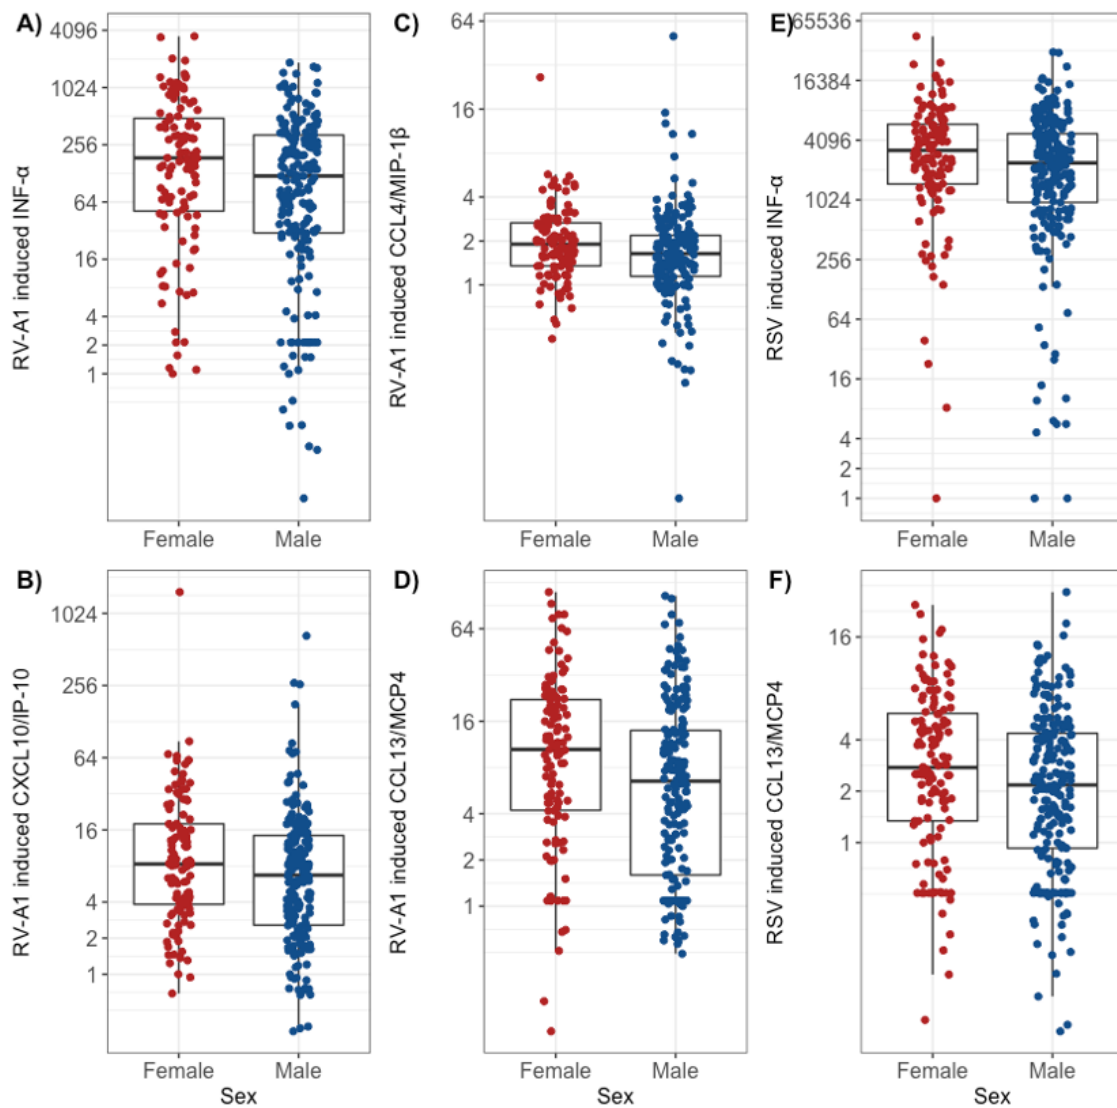 A)
RV-A1 induced INF-α
4096
1024
256
64
16
4
2
1
Female
Male
C)
RV-A1 induced CCL4/MIP-1β
64
16
4
2
1
Female
Male
E)
RSV induced INF-α
65536
16384
4096
1024
256
64
16
4
2
1
Female
Male
B)
RV-A1 induced CXCL10/IP-10
1024
256
64
16
4
2
1
Female
Male
Sex
D)
RV-A1 induced CCL13/MCP4
64
16
4
2
1
Female
Male
F)
RSV induced CCL13/MCP4
16
4
2
1
Female
Male
Sex